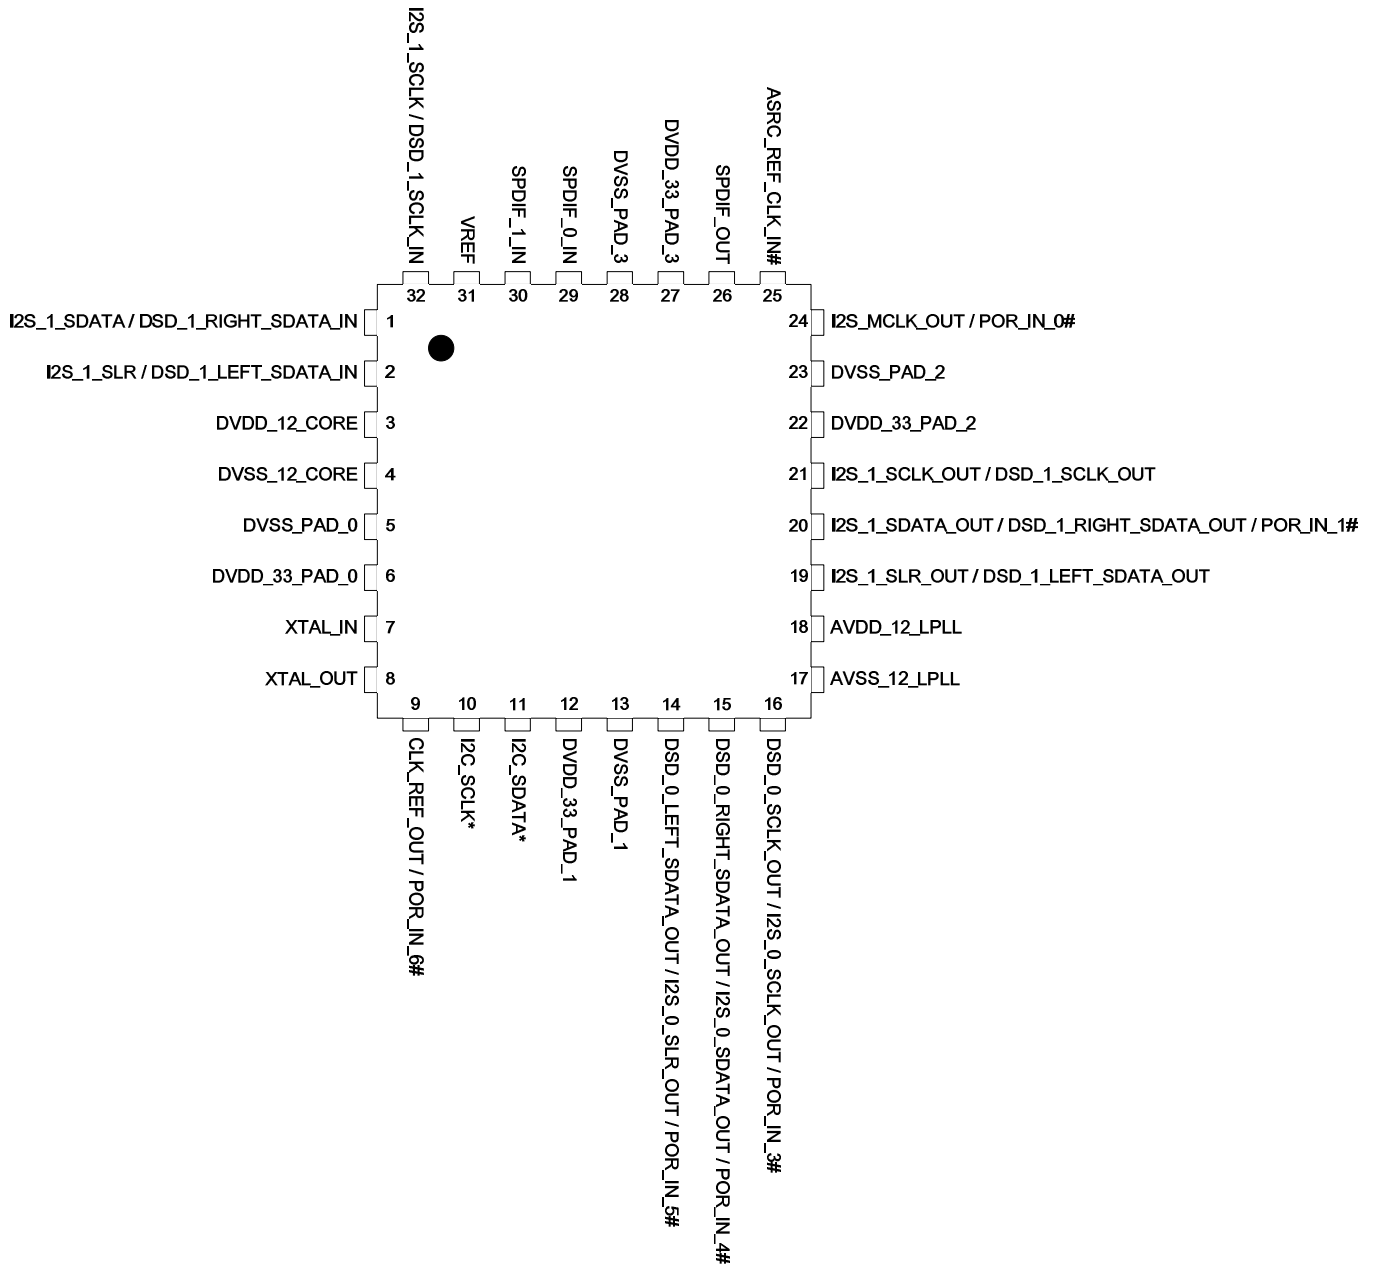 I2S_1_SCLK / DSD_1_SCLK_IN
VREF
SPDIF_1_IN
SPDIF_0_IN
DVSS_PAD_3
DVDD_33_PAD_3
SPDIF_OUT
ASRC_REF_CLK_IN#
32 31 30 29 28 27 26 25
I2S_1_SDATA / DSD_1_RIGHT_SDATA_IN 1
I2S_1_SLR / DSD_1_LEFT_SDATA_IN 2
DVDD_12_CORE 3
DVSS_12_CORE 4
DVSS_PAD_0 5
DVDD_33_PAD_0 6
XTAL_IN 7
XTAL_OUT 8
24 I2S_MCLK_OUT / POR_IN_0#
23 DVSS_PAD_2
22 DVDD_33_PAD_2
21 I2S_1_SCLK_OUT / DSD_1_SCLK_OUT
20 I2S_1_SDATA_OUT / DSD_1_RIGHT_SDATA_OUT / POR_IN_1#
19 I2S_1_SLR_OUT / DSD_1_LEFT_SDATA_OUT
18 AVDD_12_LPLL
17 AVSS_12_LPLL
9 10 11 12 13 14 15 16
CLK_REF_OUT / POR_IN_6#
I2C_SCLK*
I2C_SDATA*
DVDD_33_PAD_1
DVSS_PAD_1
DSD_0_LEFT_SDATA_OUT / I2S_0_SLR_OUT / POR_IN_5#
DSD_0_RIGHT_SDATA_OUT / I2S_0_SDATA_OUT / POR_IN_4#
DSD_0_SCLK_OUT / I2S_0_SCLK_OUT / POR_IN_3#